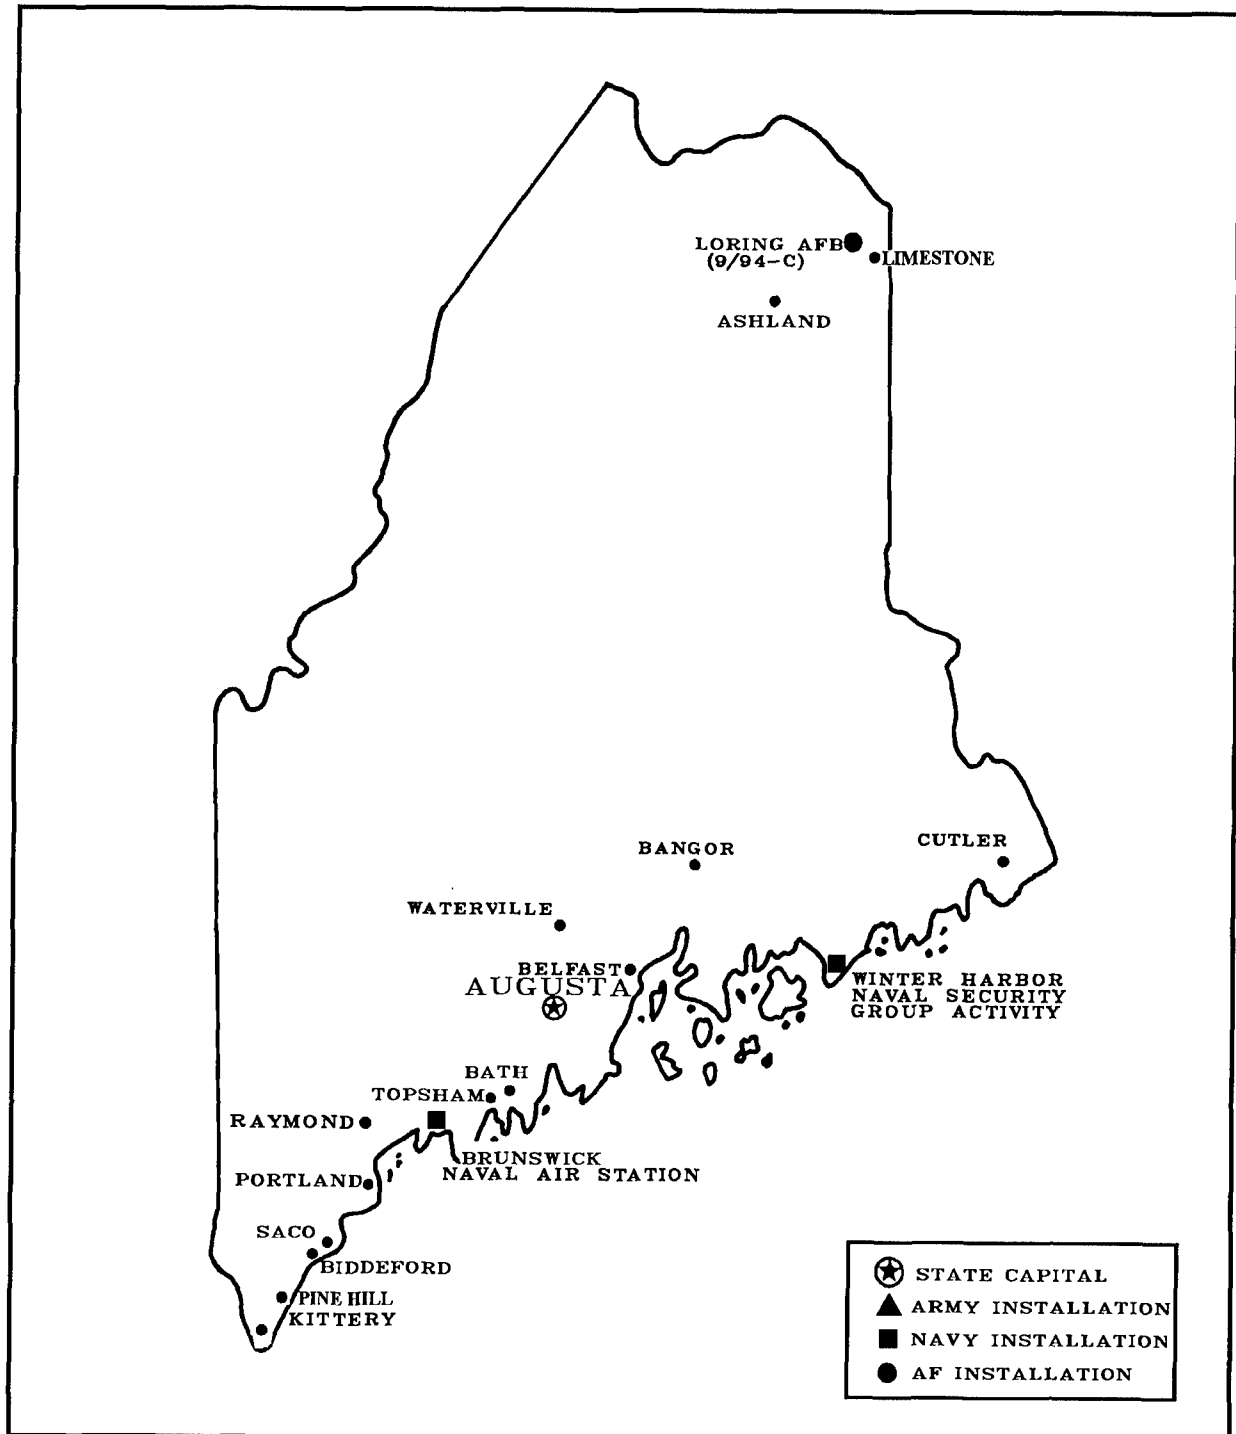 LORING AFB
(9/94-C)
LIMESTONE
ASHLAND
BANGOR
CUTLER
WATERVILLE
BELFAST
AUGUSTA
WINTER HARBOR
NAVAL SECURITY
GROUP ACTIVITY
BATH
TOPSHAM
RAYMOND
BRUNSWICK
NAVAL AIR STATION
PORTLAND
SACO
BIDDEFORD
PINE HILL
KITTERY
STATE CAPITAL
ARMY INSTALLATION
NAVY INSTALLATION
AF INSTALLATION